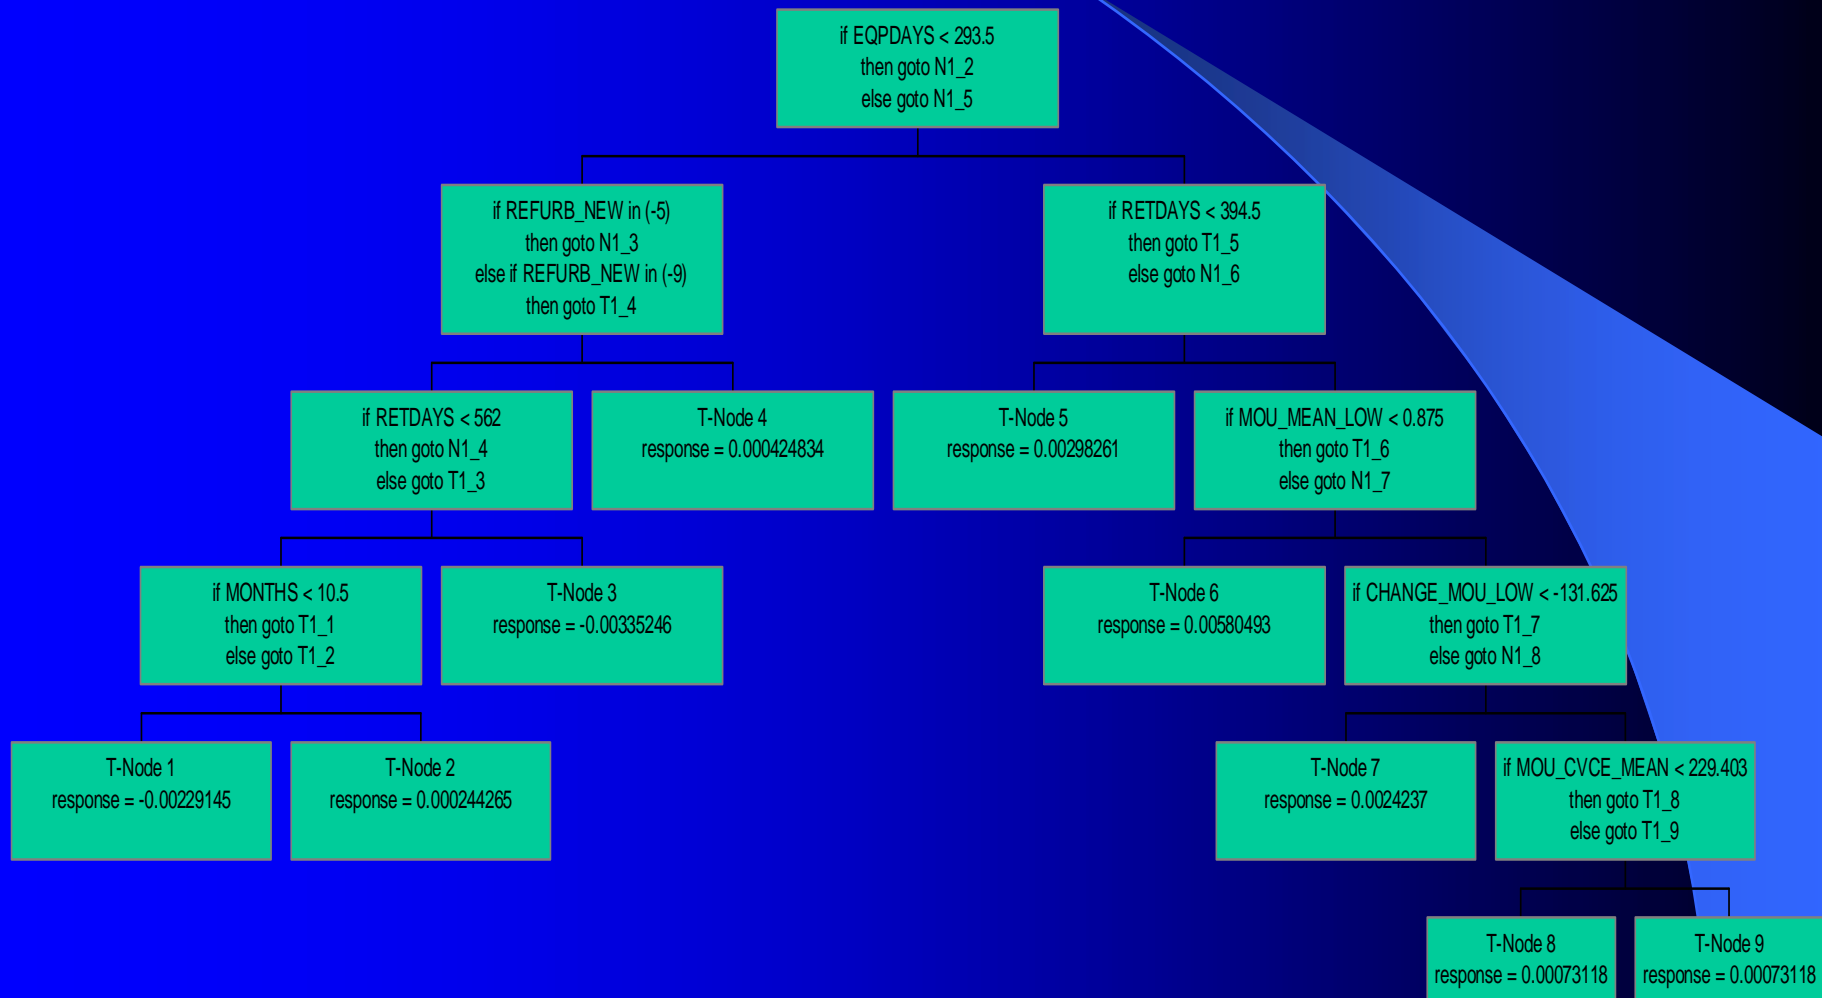 if EQPDAYS < 293.5
then goto N1_2
else goto N1_5
if REFURB_NEW in (-5)
then goto N1_3
else if REFURB_NEW in (-9)
then goto T1_4
if RETDAYS < 394.5
then goto T1_5
else goto N1_6
if RETDAYS < 562
then goto N1_4
else goto T1_3
T-Node 4
response = 0.000424834
T-Node 5
response = 0.00298261
if MOU_MEAN_LOW < 0.875
then goto T1_6
else goto N1_7
if MONTHS < 10.5
then goto T1_1
else goto T1_2
T-Node 3
response = -0.00335246
T-Node 6
response = 0.00580493
if CHANGE_MOU_LOW < -131.625
then goto T1_7
else goto N1_8
T-Node 1
response = -0.00229145
T-Node 2
response = 0.000244265
T-Node 7
response = 0.0024237
if MOU_CVCE_MEAN < 229.403
then goto T1_8
else goto T1_9
T-Node 8
response = 0.00073118
T-Node 9
response = 0.00073118